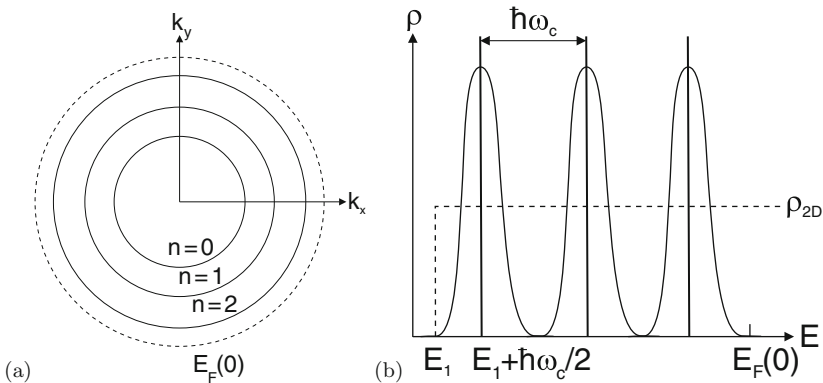 k_y
k_x
n=0
n=1
n=2
E_F(0)
(a)
ρ
ħω_c
ρ_2D
E
E_1
E_1+ħω_c/2
E_F(0)
(b)